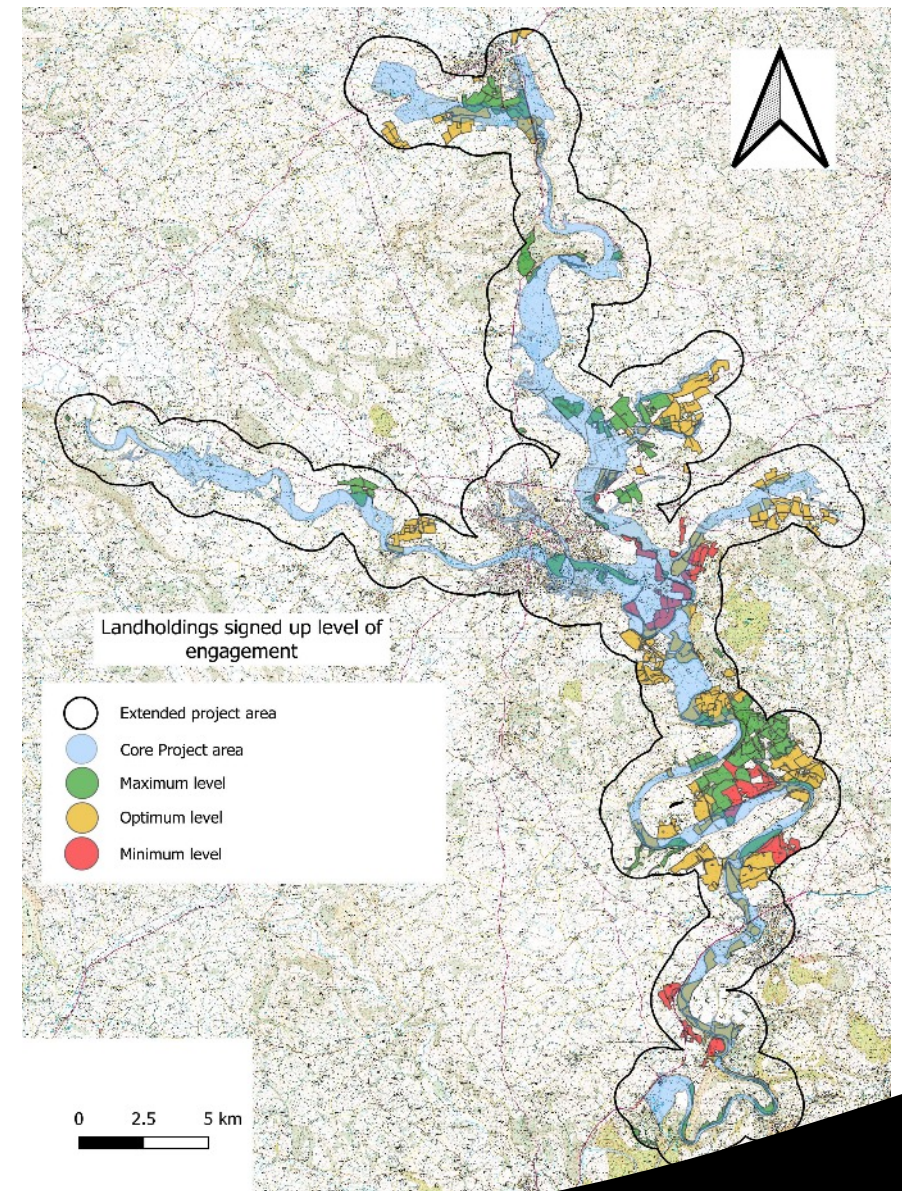 Landholdings signed up level of
engagement
Extended project area
Core Project area
Maximum level
Optimum level
Minimum level
0 2.5 5 km